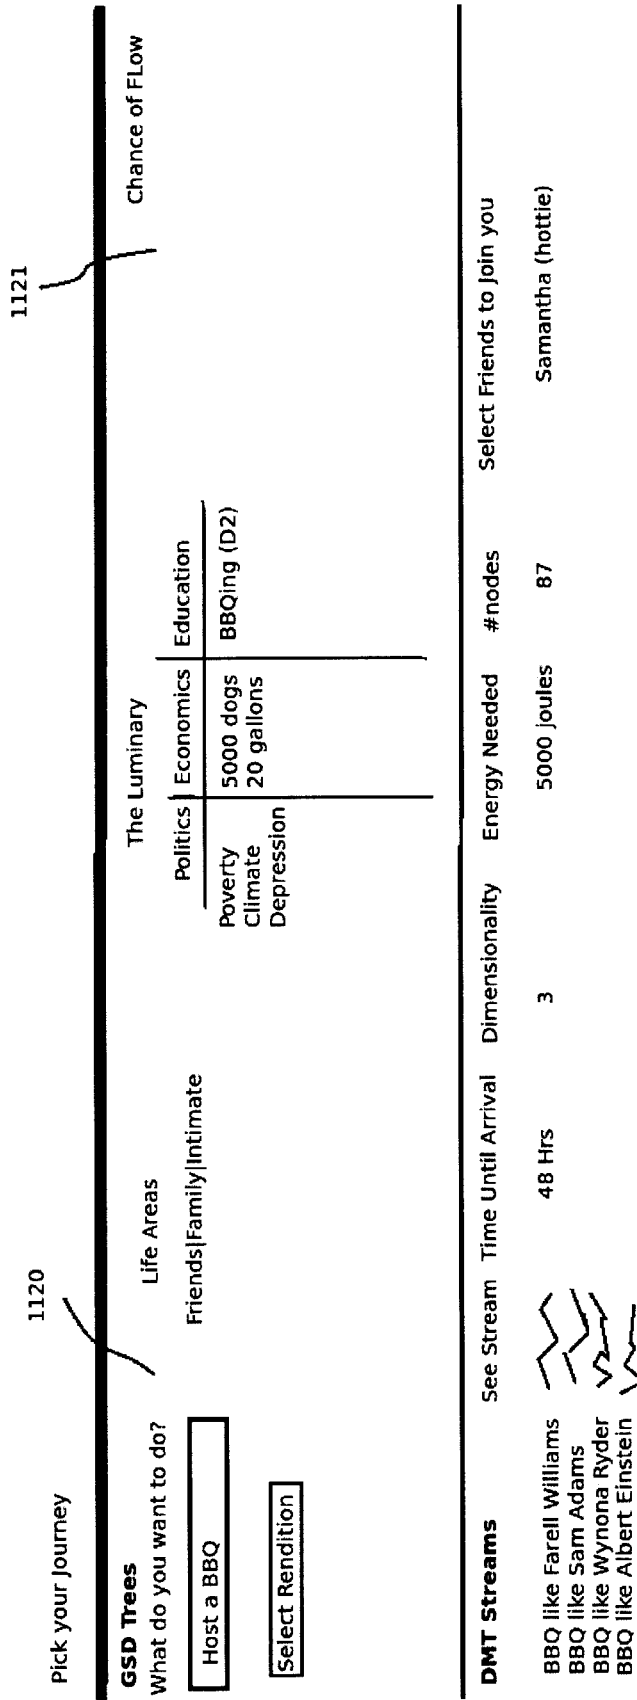 1120
1121
Pick your Journey
GSD Trees
What do you want to do?
Life Areas
The Luminary
Chance of FLow
Host a BBQ
Friends|Family|Intimate
Politics Economics Education
Poverty 5000 dogs BBQing (D2)
Climate 20 gallons
Depression
Select Rendition
DMT Streams See Stream Time Until Arrival Dimensionality Energy Needed #nodes Select Friends to Join you
BBQ like Farell Williams 48 Hrs 3 5000 joules 87 Samantha (hottie)
BBQ like Sam Adams
BBQ like Wynona Ryder
BBQ like Albert Einstein